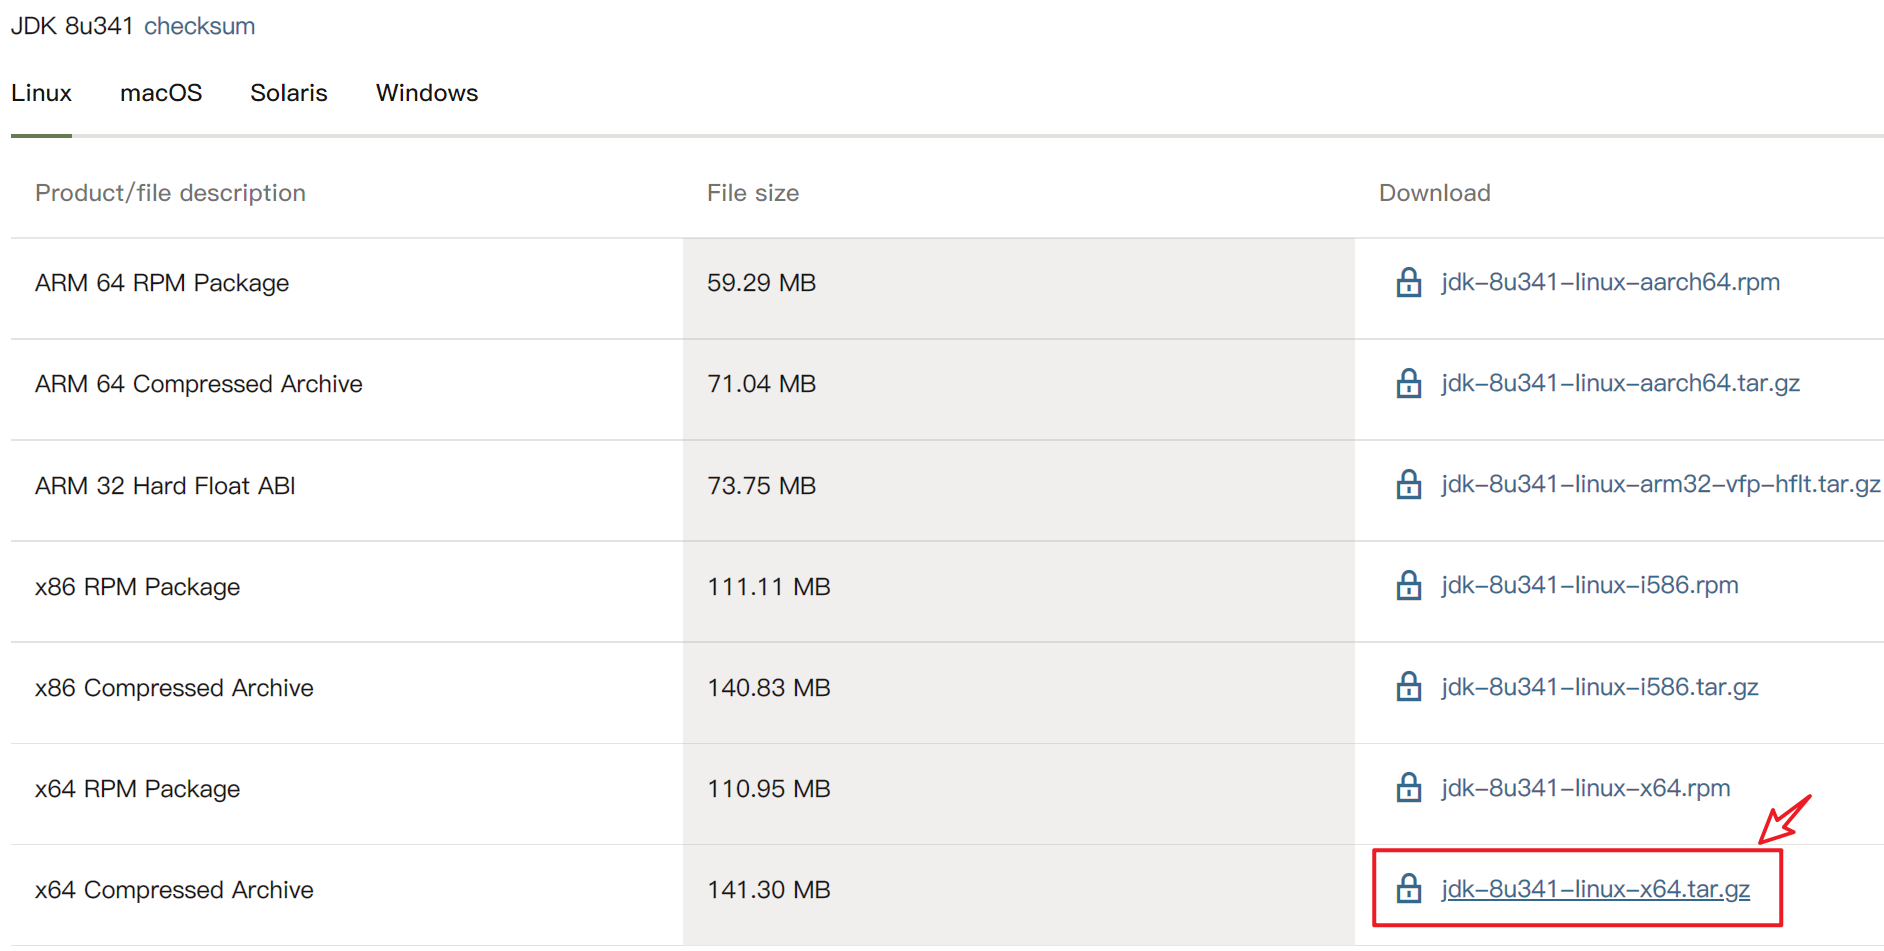 JDK 8u341 checksum
Linux macOS Solaris Windows
Product/file description File size Download
ARM 64 RPM Package 59.29 MB jdk-8u341-linux-aarch64.rpm
ARM 64 Compressed Archive 71.04 MB jdk-8u341-linux-aarch64.tar.gz
ARM 32 Hard Float ABI 73.75 MB jdk-8u341-linux-arm32-vfp-hflt.tar.gz
x86 RPM Package 111.11 MB jdk-8u341-linux-i586.rpm
x86 Compressed Archive 140.83 MB jdk-8u341-linux-i586.tar.gz
x64 RPM Package 110.95 MB jdk-8u341-linux-x64.rpm
x64 Compressed Archive 141.30 MB jdk-8u341-linux-x64.tar.gz